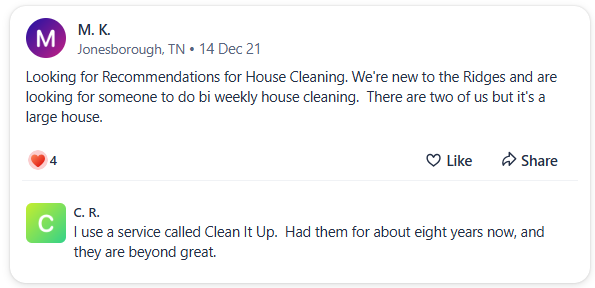 M
M. K.
Jonesborough, TN • 14 Dec 21
Looking for Recommendations for House Cleaning. We're new to the Ridges and are
looking for someone to do bi weekly house cleaning.  There are two of us but it's a
large house.
4
Like
Share
C
C. R.
I use a service called Clean It Up.  Had them for about eight years now, and
they are beyond great.